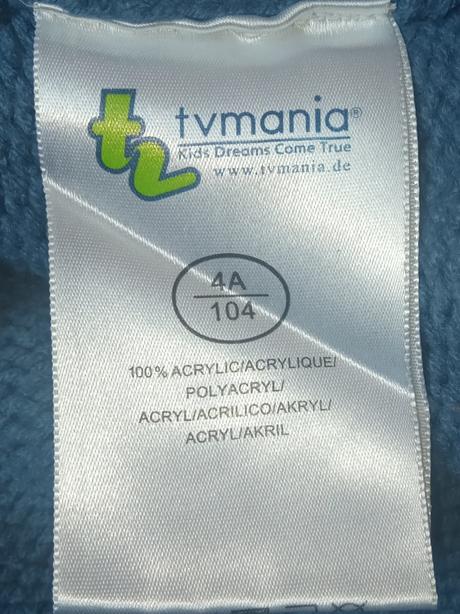 tvmania®
Kids Dreams Come True
www.tvmania.de
4A
104
100% ACRYLIC/ACRYLIQUE/
POLYACRYL/
ACRYL/ACRILICO/AKRYL/
ACRYL/AKRIL